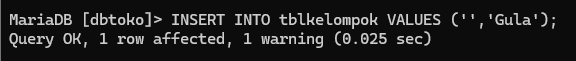 MariaDB [dbtoko]> INSERT INTO tblkelompok VALUES ('','Gula');
Query OK, 1 row affected, 1 warning (0.025 sec)